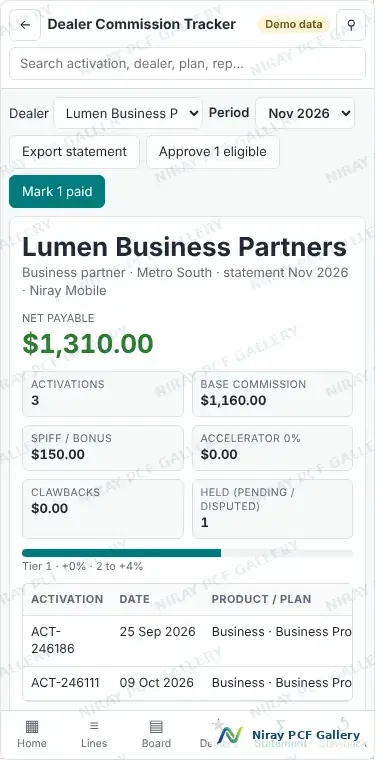 ← Dealer Commission Tracker Demo data
Search activation, dealer, plan, rep...
Dealer Lumen Business P Period Nov 2026
Export statement Approve 1 eligible
Mark 1 paid
Lumen Business Partners
Business partner · Metro South · statement Nov 2026
· Niray Mobile
NET PAYABLE
$1,310.00
ACTIVATIONS BASE COMMISSION
3 $1,160.00
SPIFF / BONUS ACCELERATOR 0%
$150.00 $0.00
CLAWBACKS HELD (PENDING /
DISPUTED)
$0.00 1
Tier 1 · +0% · 2 to +4%
ACTIVATION DATE PRODUCT / PLAN
ACT- 25 Sep 2026 Business · Business Pro
246186
ACT-246111 09 Oct 2026 Business · Business Pro
Home Lines Board Statement Clawback
Niray PCF Gallery
NIRAY PCF GALLERY